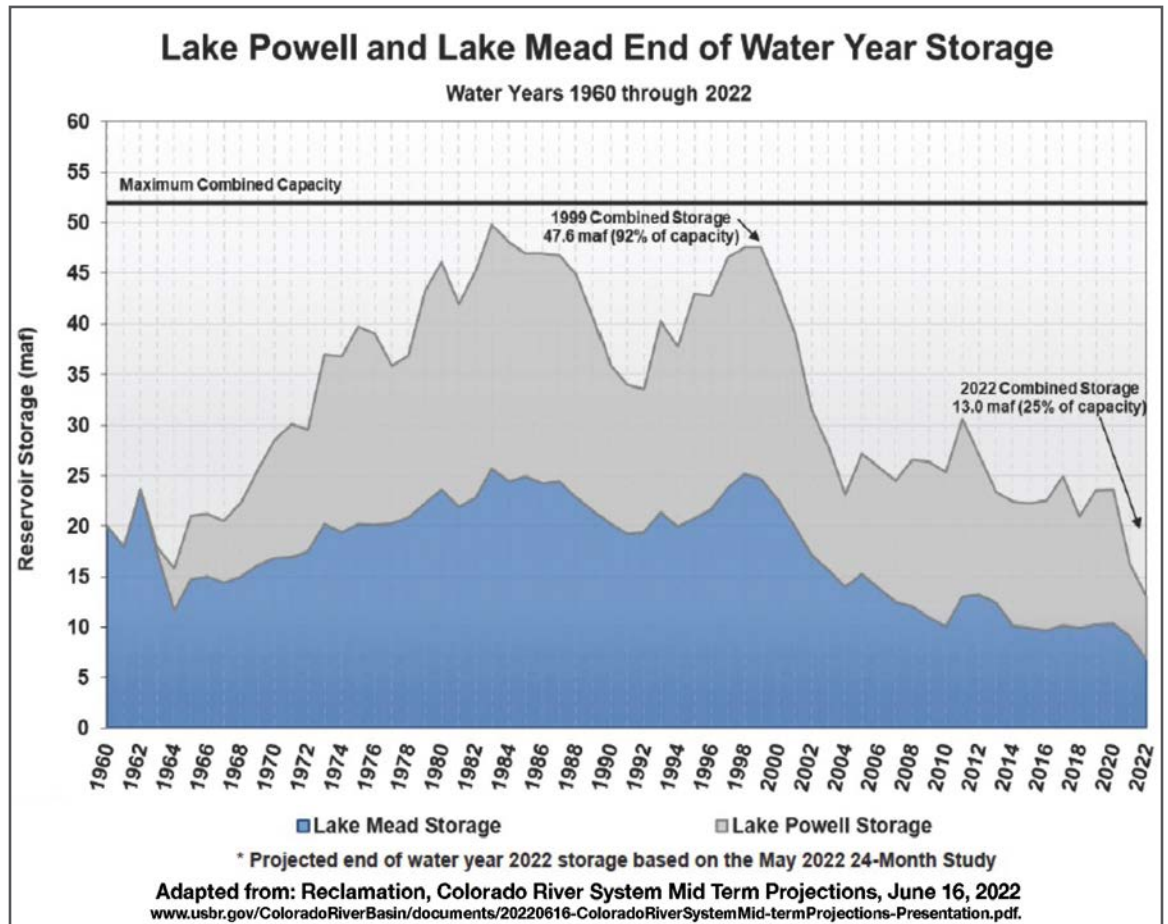 Lake Powell and Lake Mead End of Water Year Storage
Water Years 1960 through 2022
60
55
Maximum Combined Capacity
50
1999 Combined Storage
47.6 maf (92% of capacity)
45
40
35
2022 Combined Storage
13.0 maf (25% of capacity)
30
25
20
15
10
5
0
Reservoir Storage (maf)
1960 1962 1964 1966 1968 1970 1972 1974 1976 1978 1980 1982 1984 1986 1988 1990 1992 1994 1996 1998 2000 2002 2004 2006 2008 2010 2012 2014 2016 2018 2020 2022
Lake Mead Storage Lake Powell Storage
* Projected end of water year 2022 storage based on the May 2022 24-Month Study
Adapted from: Reclamation, Colorado River System Mid Term Projections, June 16, 2022
www.usbr.gov/ColoradoRiverBasin/documents/20220616-ColoradoRiverSystemMid-termProjections-Presentation.pdf